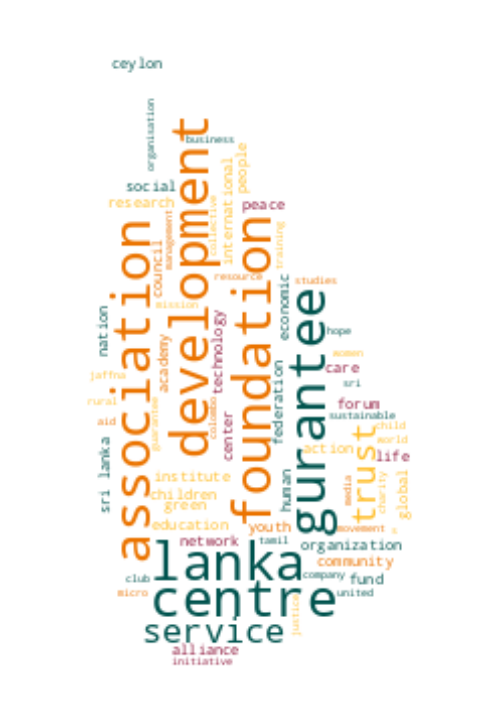 ceylon
organisation
business
development
people
international
social
research
collective
management
peace
association
foundation
training
council
resource
studies
economic
gurantee
mission
nation
technology
hope
academy
women
care
federation
jaffna
sri
rural
forum
colombo
guarantee
center
aid
sustainable
trust
child
world
sri lanka
action
life
institute
human
media
charity
global
children
green
education
youth
movement
network
tamil
organization
lanka
community
club
company
fund
micro
centre
united
justice
service
alliance
initiative